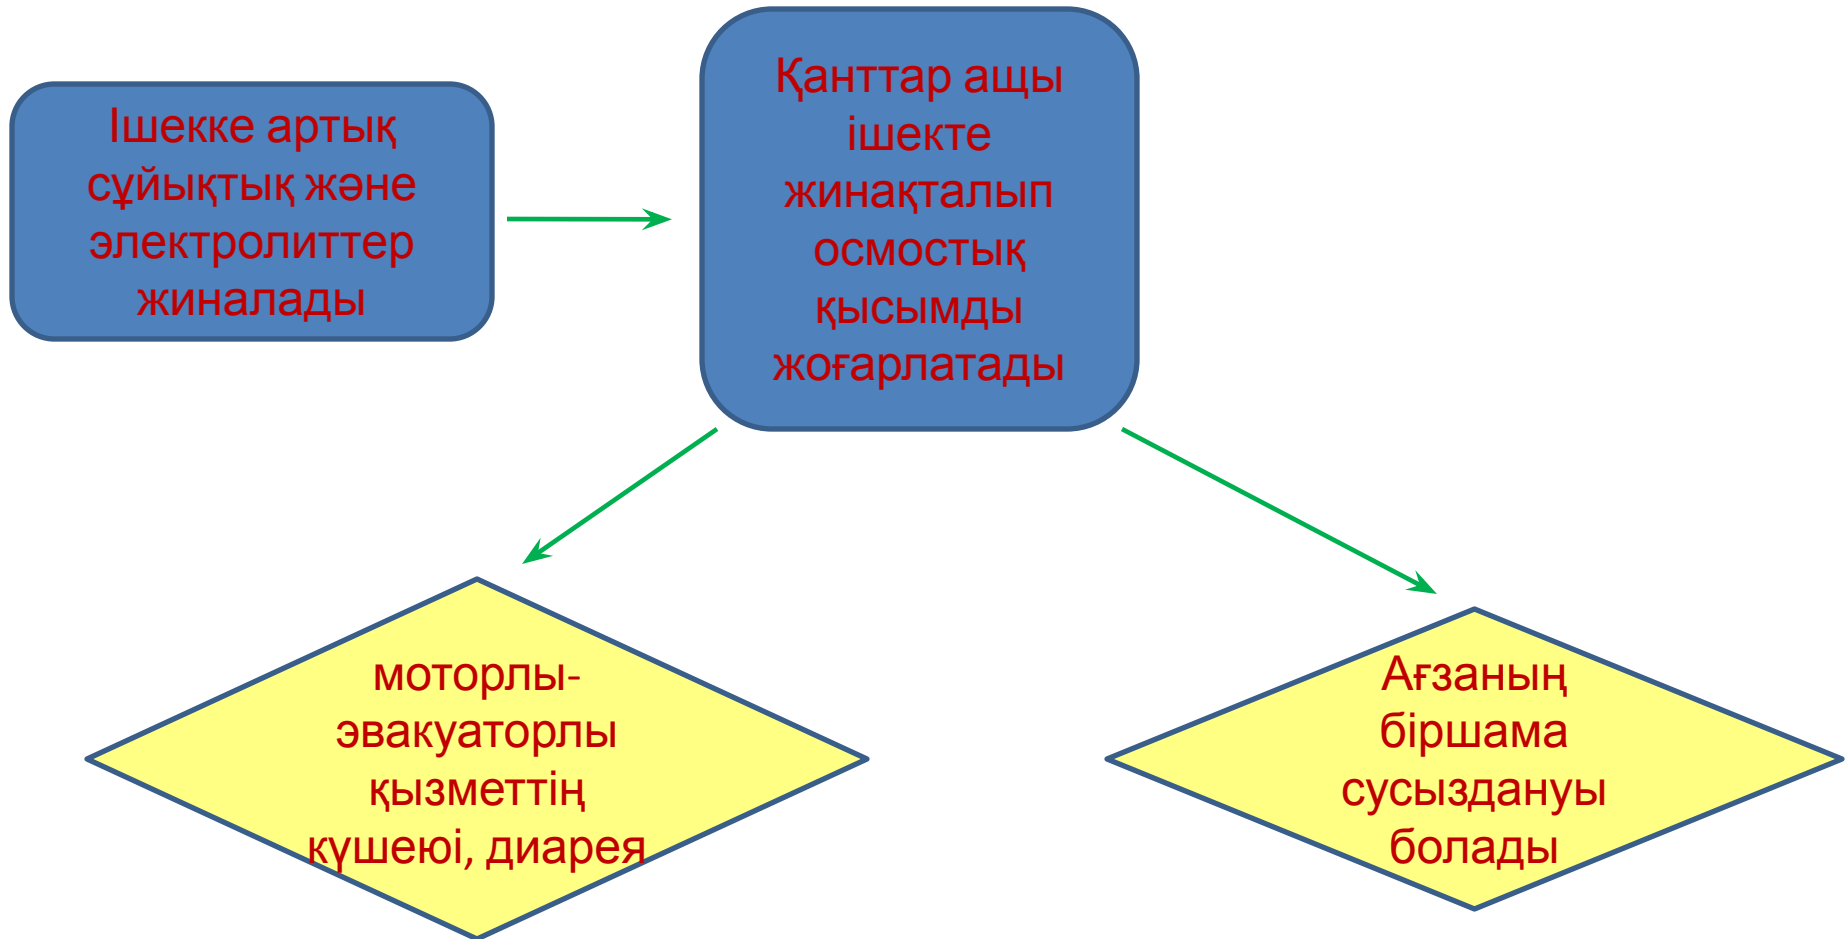 Ішекке артық
сұйықтық және
электролиттер
жиналады
Қанттар ащы
ішекте
жинақталып
осмостық
қысымды
жоғарлатады
моторлы-
эвакуаторлы
қызметтің
күшеюі, диарея
Ағзаның
біршама
сусыздануы
болады